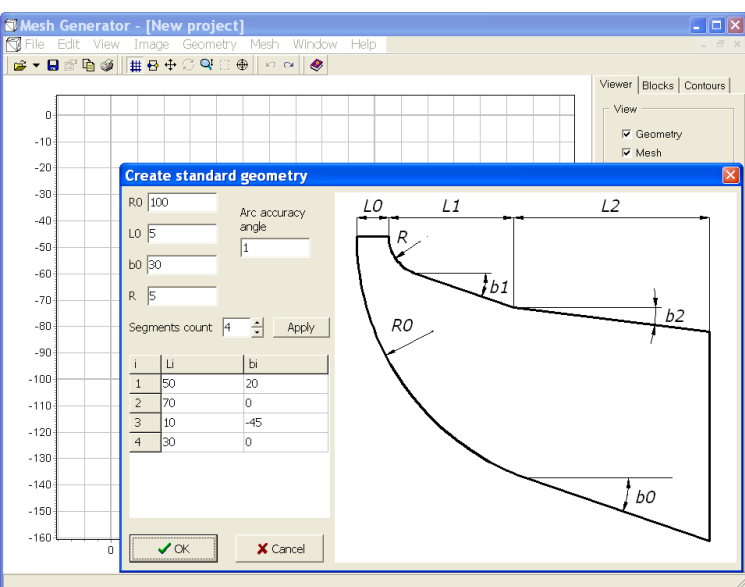 Mesh Generator - [New project]
File Edit View Image Geometry Mesh Window Help
Viewer Blocks Contours
View
Geometry
Mesh
0
-10
-20
-30
-40
-50
-60
-70
-80
-90
-100
-110
-120
-130
-140
-150
-160
0
Create standard geometry
R0 100
L0 5
b0 30
R 5
Arc accuracy
angle
1
Segments count 4 Apply
i Li bi
1 50 20
2 70 0
3 10 -45
4 30 0
OK Cancel
L0 L1 L2
R
b1
b2
R0
b0